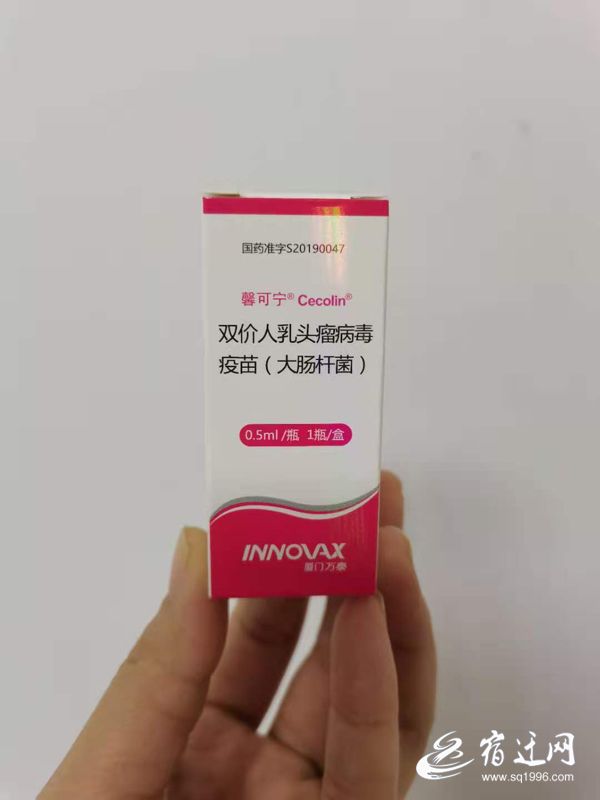 国药准字S20190047
馨可宁® Cecolin®
双价人乳头瘤病毒
疫苗（大肠杆菌）
0.5ml /瓶 1瓶/盒
INNOVAX
厦门万泰
宿迁网
www.sq1996.com